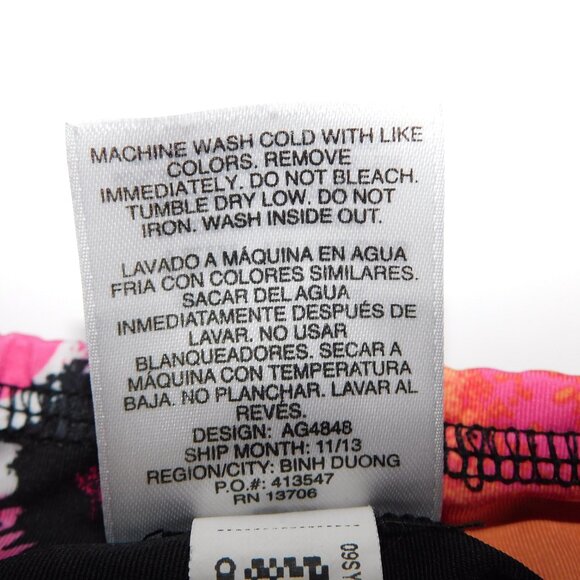 MACHINE WASH COLD WITH LIKE
COLORS. REMOVE
IMMEDIATELY. DO NOT BLEACH.
TUMBLE DRY LOW. DO NOT
IRON. WASH INSIDE OUT.
LAVADO A MÁQUINA EN AGUA
FRIA CON COLORES SIMILARES.
SACAR DEL AGUA
INMEDIATAMENTE DESPUÉS DE
LAVAR. NO USAR
BLANQUEADORES. SECAR A
MÁQUINA CON TEMPERATURA
BAJA. NO PLANCHAR. LAVAR AL
REVÉS.
DESIGN: AG4848
SHIP MONTH: 11/13
REGION/CITY: BINH DUONG
P.O.#: 413547
RN 13706
09SY